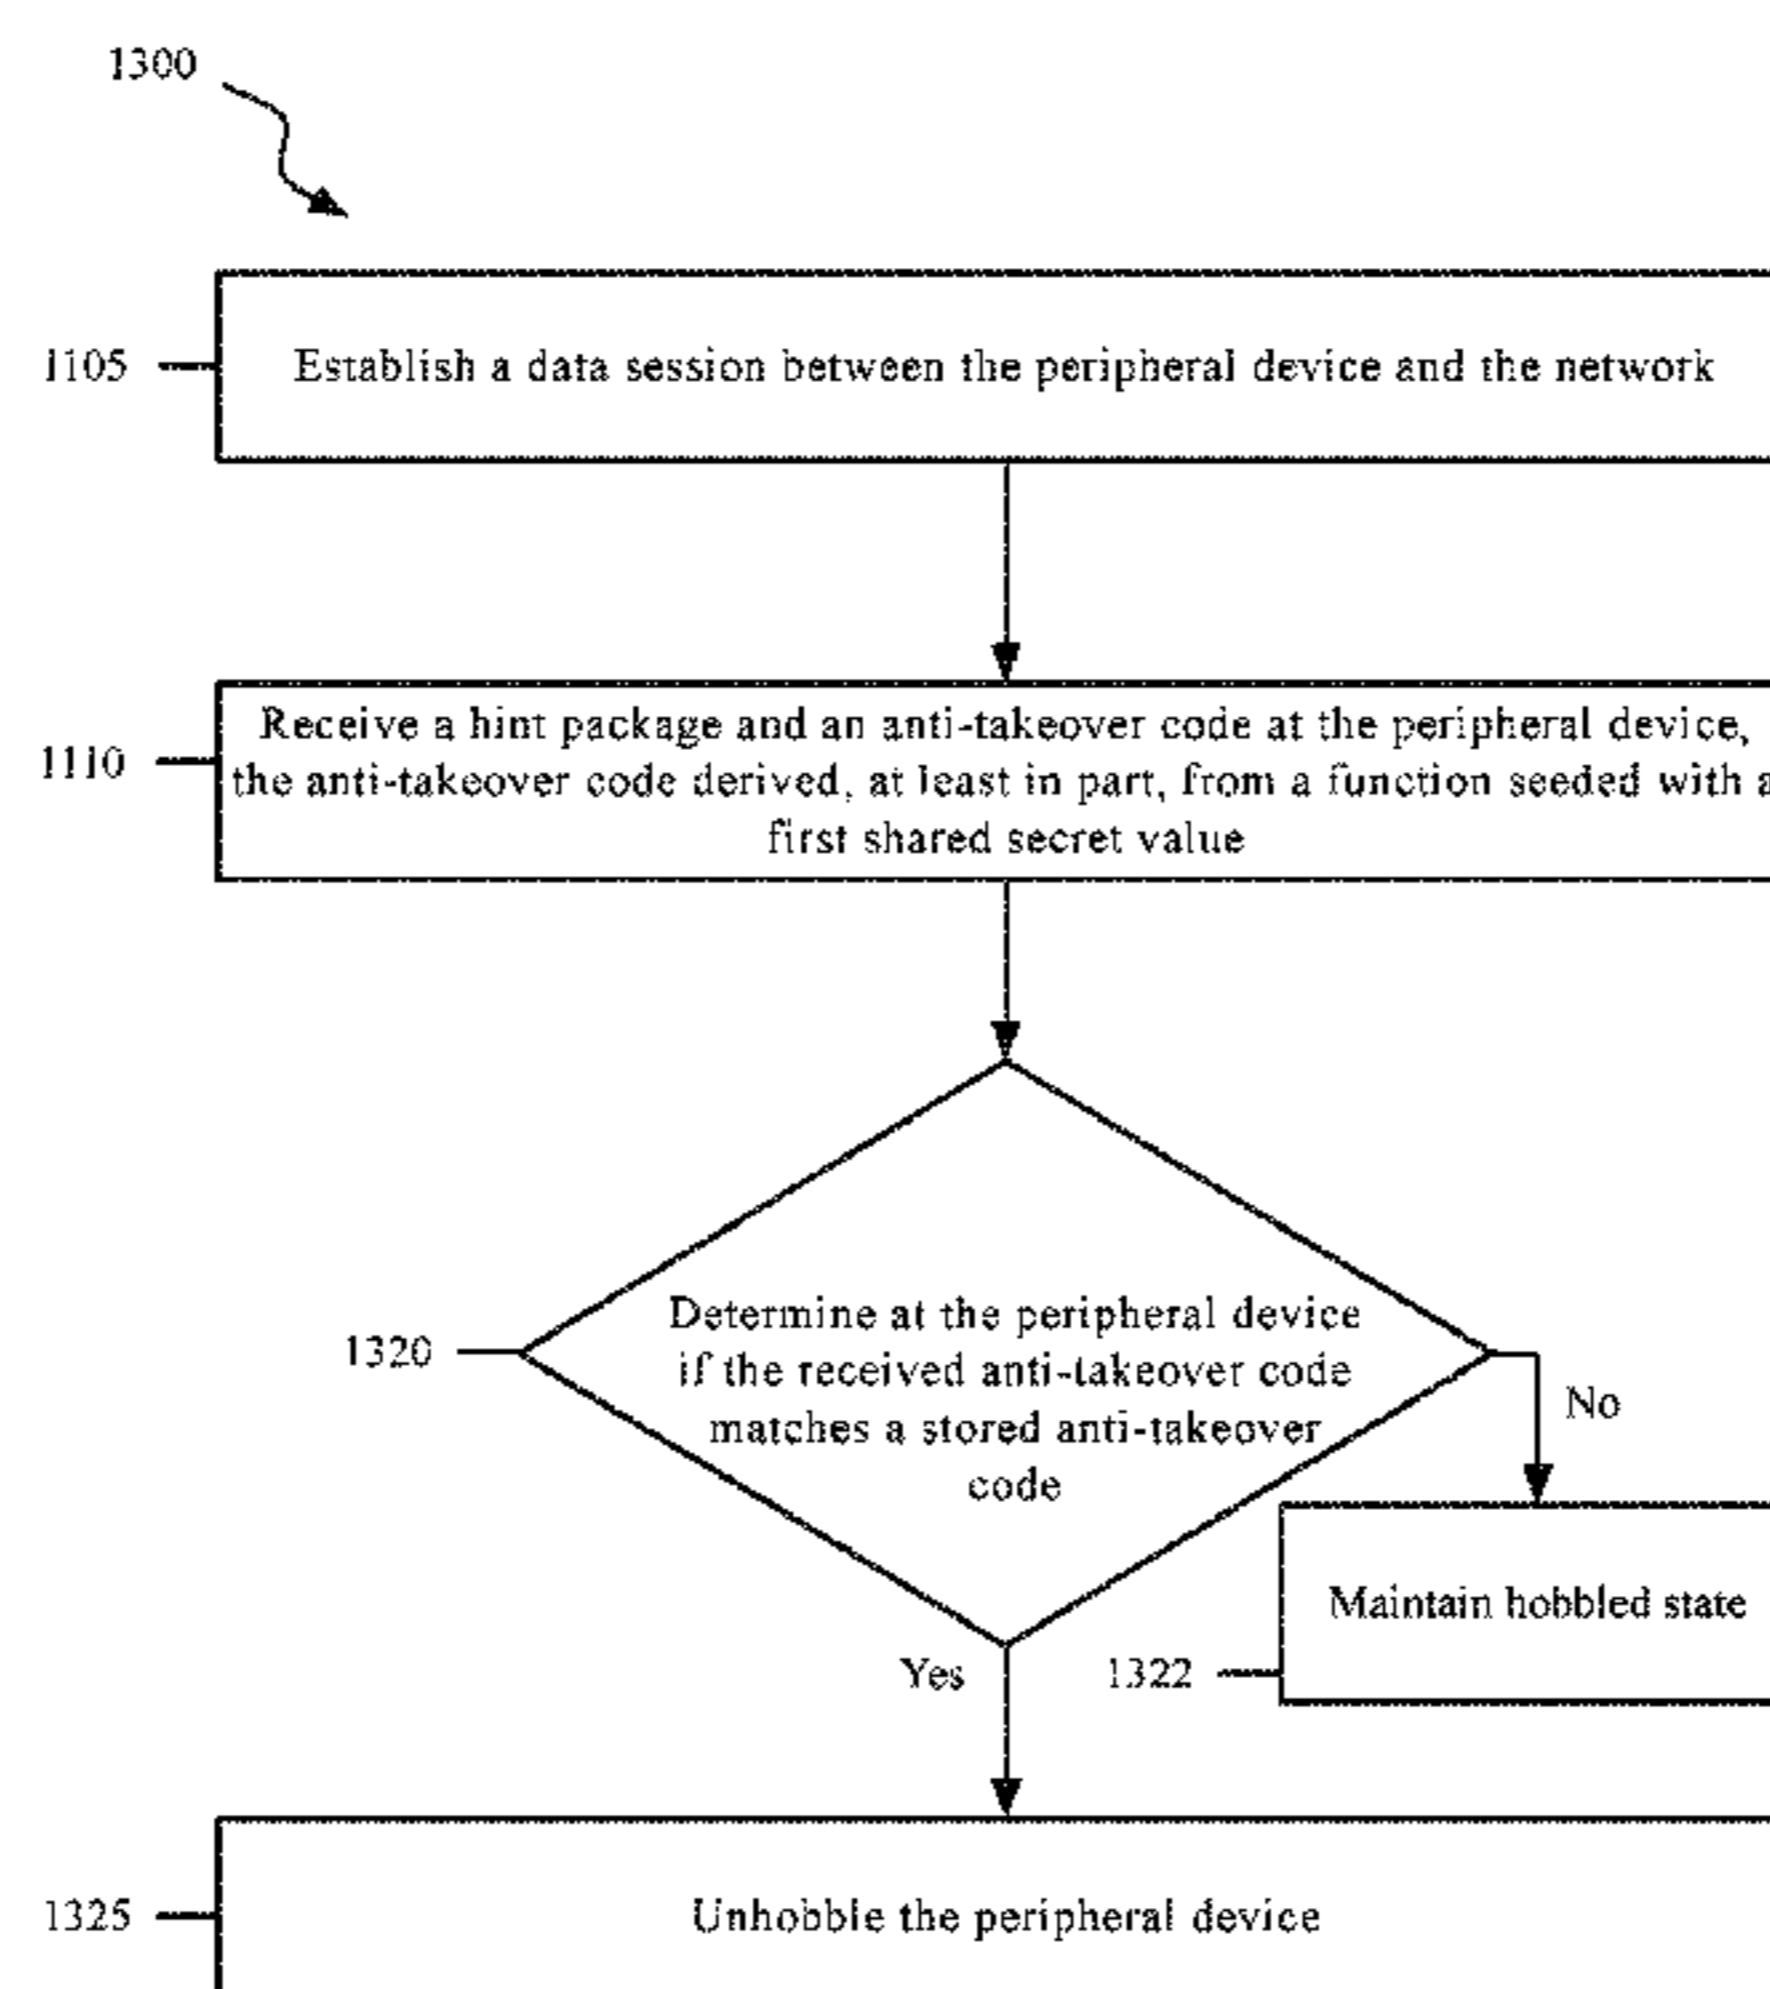 1300
1105
Establish a data session between the peripheral device and the network
1110
Receive a hint package and an anti-takeover code at the peripheral device,
the anti-takeover code derived, at least in part, from a function seeded with a
first shared secret value
1320
Determine at the peripheral device
if the received anti-takeover code
matches a stored anti-takeover
code
No
Maintain hobbled state
1322
Yes
1325
Unhobble the peripheral device